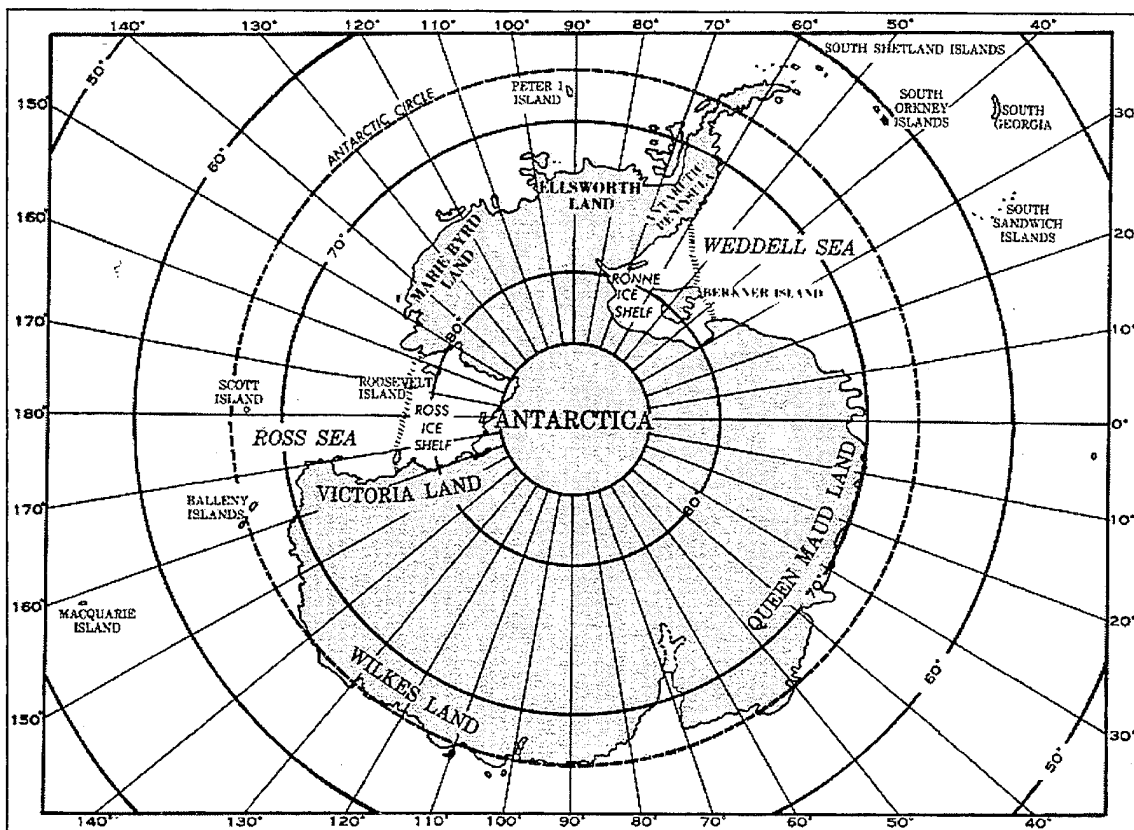 140° 130° 120° 110° 100° 90° 80° 70° 60° 50° 40°
50°
SOUTH SHETLAND ISLANDS
PETER I
ISLAND
SOUTH
ORKNEY
ISLANDS
SOUTH
GEORGIA
150°
30°
60°
ANTARCTIC CIRCLE
ELLSWORTH
LAND
ANTARCTIC
PENINSULA
160°
20°
SOUTH
SANDWICH
ISLANDS
70°
MARIE BYRD
LAND
WEDDELL SEA
RONNE
ICE
SHELF
BERKNER ISLAND
170°
10°
80°
SCOTT
ISLAND
ROOSEVELT
ISLAND
ROSS
ICE
SHELF
180°
ANTARCTICA
0°
ROSS SEA
VICTORIA LAND
BALLENY
ISLANDS
170°
10°
80°
QUEEN MAUD LAND
70°
MACQUARIE
ISLAND
160°
20°
WILKES LAND
60°
150°
30°
50°
140° 130° 120° 110° 100° 90° 80° 70° 60° 50° 40°